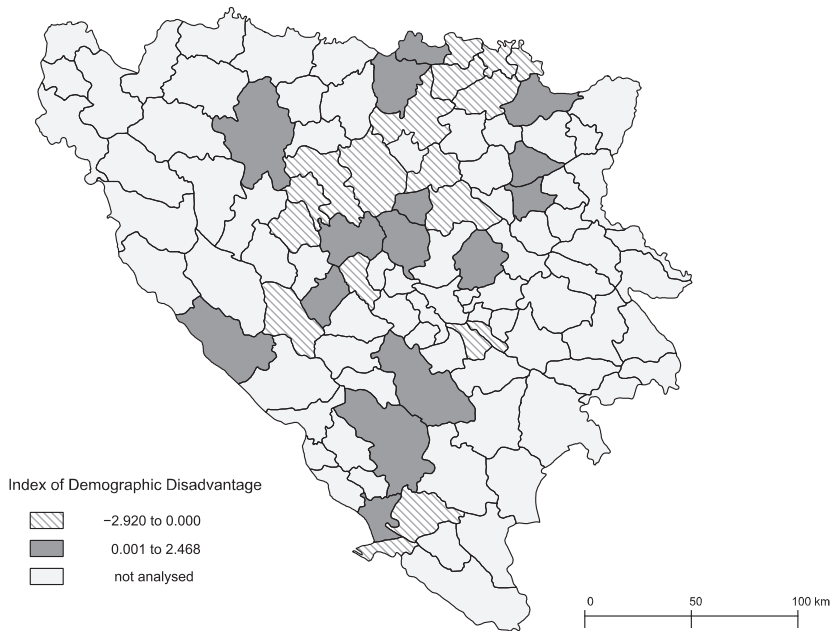 Index of Demographic Disadvantage
−2.920 to 0.000
0.001 to 2.468
not analysed
0 50 100 km